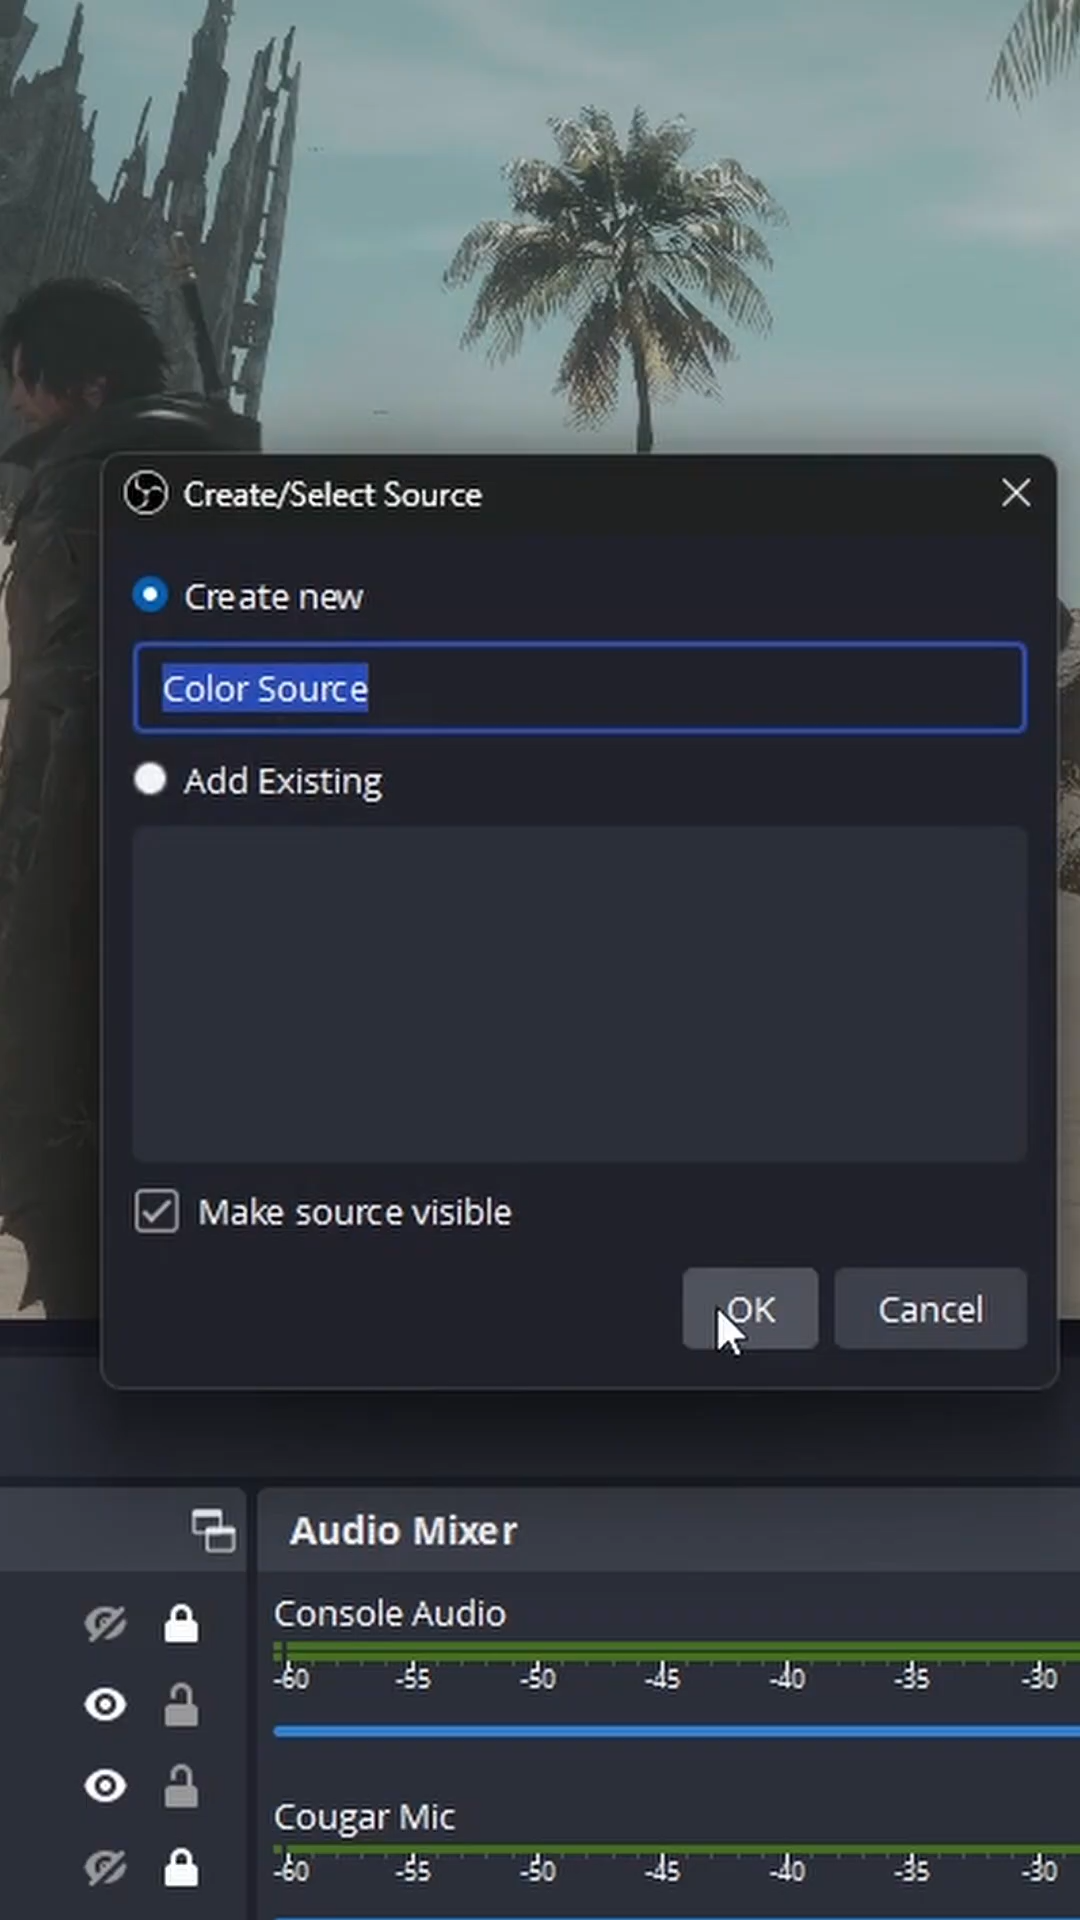 Create/Select Source
Create new
Color Source
Add Existing
Make source visible
OK Cancel
Audio Mixer
Console Audio
-60 -55 -50 -45 -40 -35 -30
Cougar Mic
-60 -55 -50 -45 -40 -35 -30